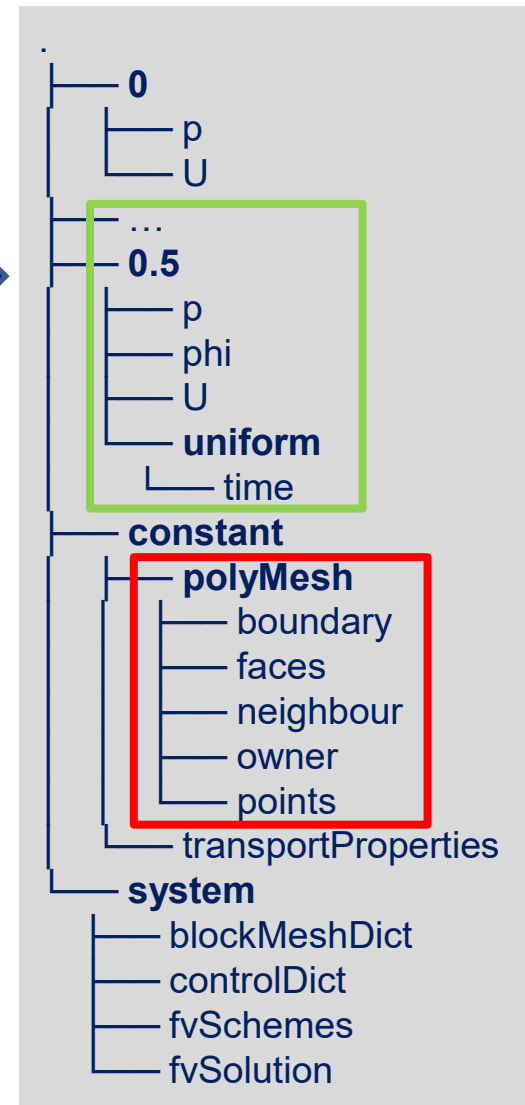 .
├── 0
│   ├── p
│   └── U
├── ...
├── 0.5
│   ├── p
│   ├── phi
│   ├── U
│   └── uniform
│       └── time
├── constant
│   ├── polyMesh
│   │   ├── boundary
│   │   ├── faces
│   │   ├── neighbour
│   │   ├── owner
│   │   └── points
│   └── transportProperties
└── system
    ├── blockMeshDict
    ├── controlDict
    ├── fvSchemes
    └── fvSolution